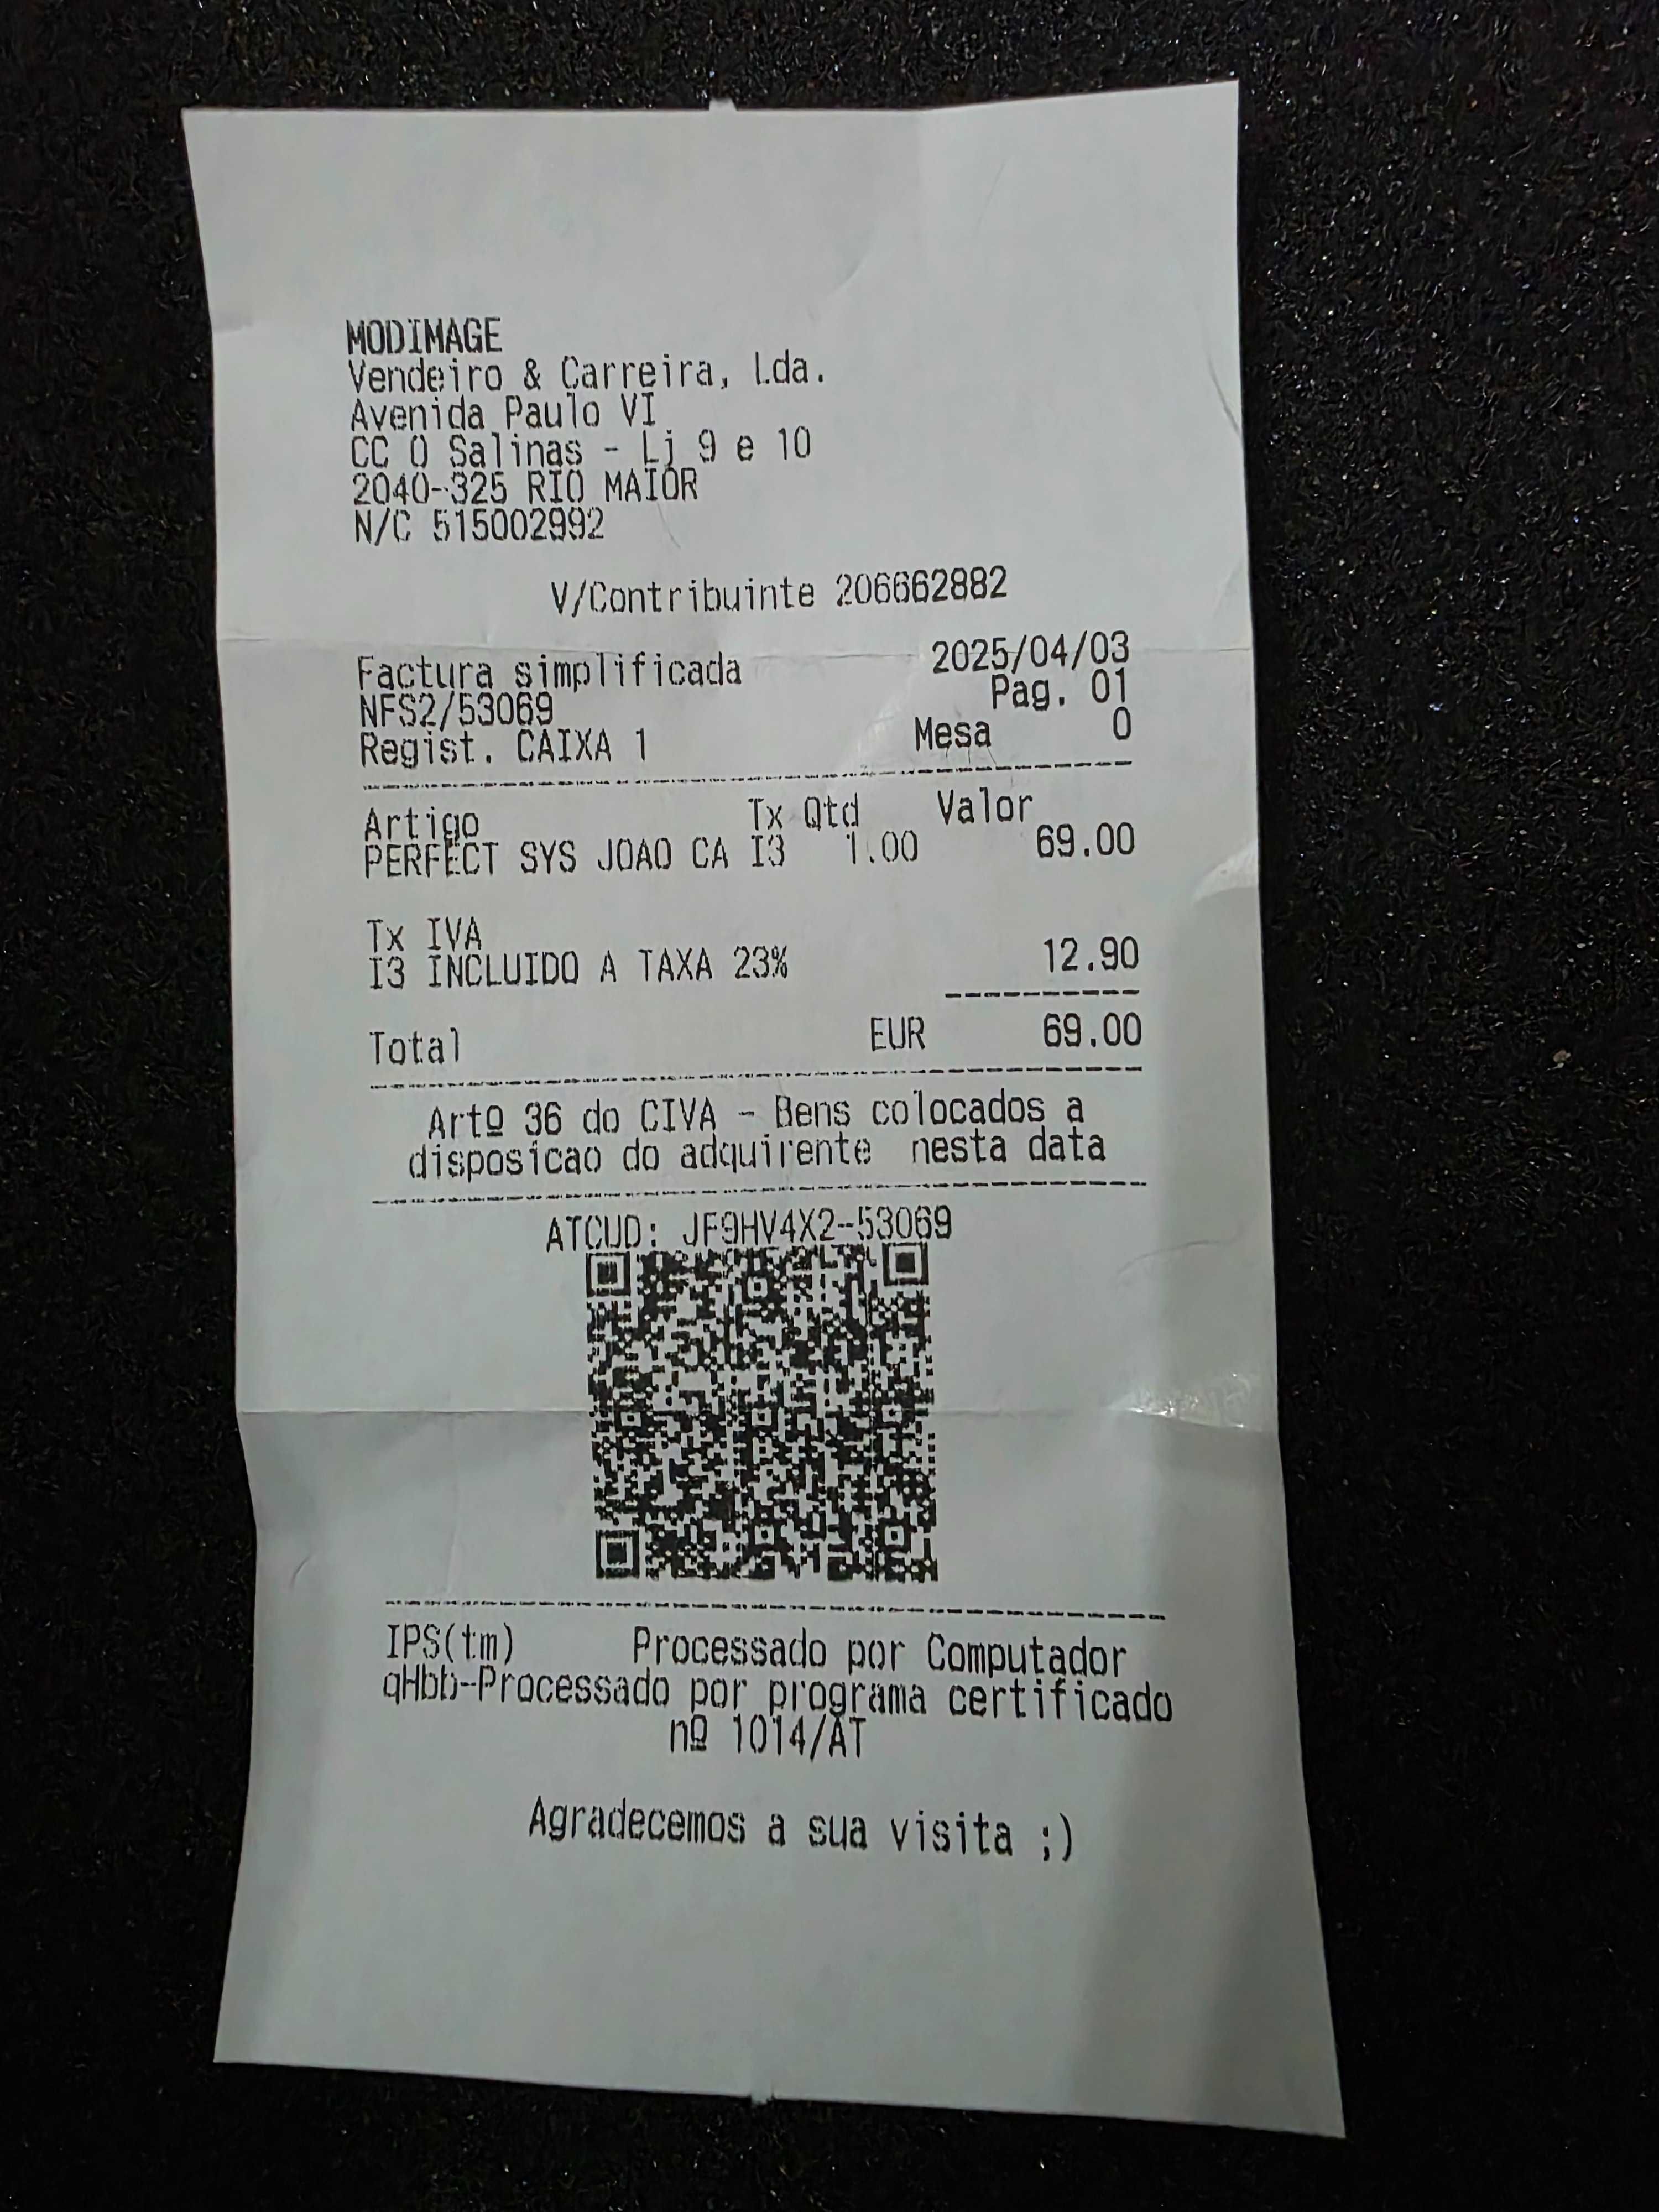 MODIMAGE
Vendeiro & Carreira, Lda.
Avenida Paulo VI
CC O Salinas - Lj 9 e 10
2040-325 RIO MAIOR
N/C 515002992
V/Contribuinte 206662882
Factura simplificada 2025/04/03
NFS2/53069 Pag. 01
Regist. CAIXA 1 Mesa 0
Artigo Tx Qtd Valor
PERFECT SYS JOAO CA I3 1.00 69.00
Tx IVA
I3 INCLUIDO A TAXA 23% 12.90
Total EUR 69.00
Artº 36 do CIVA - Bens colocados a
disposicao do adquirente nesta data
ATCUD: JF9HV4X2-53069
IPS(tm) Processado por Computador
qHbb-Processado por programa certificado
nº 1014/AT
Agradecemos a sua visita ;)